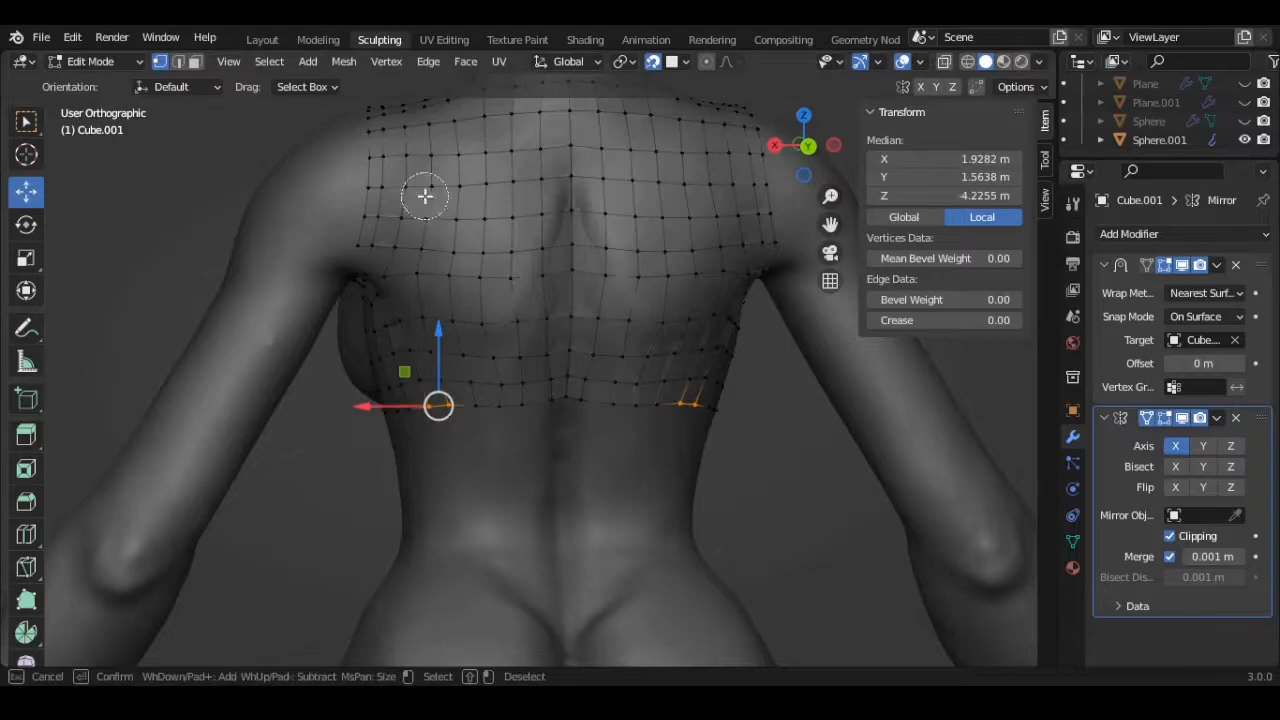 File Edit Render Window Help Layout Modeling Sculpting UV Editing Texture Paint Shading Animation Rendering Compositing Geometry Nod Scene ViewLayer
Edit Mode View Select Add Mesh Vertex Edge Face UV Global
Orientation: Default Drag: Select Box X Y Z Options
User Orthographic
(1) Cube.001
Z
X
Y
Transform
Median:
X 1.9282 m
Y 1.5638 m
Z -4.2255 m
Global Local
Vertices Data:
Mean Bevel Weight 0.00
Edge Data:
Bevel Weight 0.00
Crease 0.00
Item
Tool
View
Plane
Plane.001
Sphere
Sphere.001
Cube.001 Mirror
Add Modifier
Wrap Met... Nearest Surf...
Snap Mode On Surface
Target Cube...
Offset 0 m
Vertex Gr...
Axis X Y Z
Bisect X Y Z
Flip X Y Z
Mirror Obj...
Clipping
Merge 0.001 m
Bisect Dis... 0.001 m
Data
Cancel Confirm WhDown/Pad+: Add WhUp/Pad-: Subtract MsPan: Size Select Deselect 3.0.0